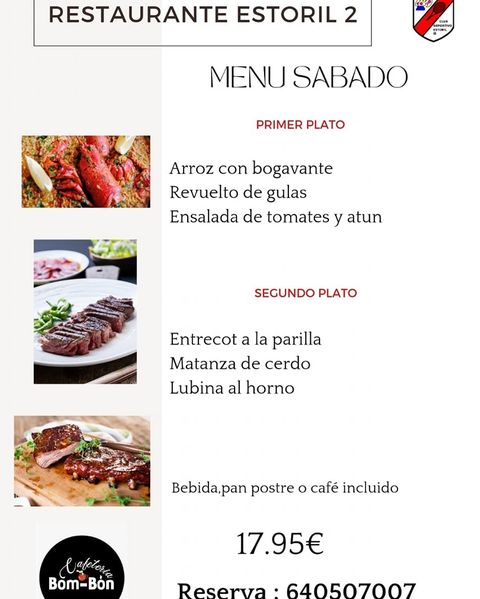 RESTAURANTE ESTORIL 2
CLUB
DEPORTIVO
ESTORIL
II
MENU SABADO
PRIMER PLATO
Arroz con bogavante
Revuelto de gulas
Ensalada de tomates y atun
SEGUNDO PLATO
Entrecot a la parilla
Matanza de cerdo
Lubina al horno
Bebida,pan postre o café incluido
17.95€
Cafetería
Bom-Bón
Reserva : 640507007